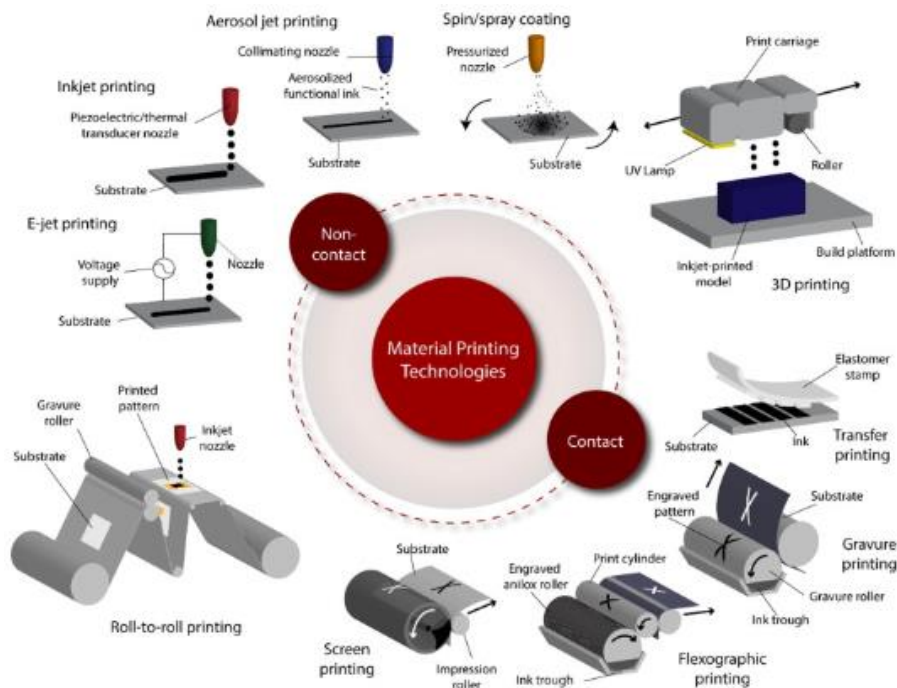 Aerosol jet printing
Collimating nozzle
Aerosolized
functional ink
Substrate
Spin/spray coating
Pressurized
nozzle
Substrate
Print carriage
UV Lamp
Roller
Inkjet-printed
model
Build platform
3D printing
Inkjet printing
Piezoelectric/thermal
transducer nozzle
Substrate
E-jet printing
Voltage
supply
Nozzle
Substrate
Non-
contact
Material Printing
Technologies
Contact
Elastomer
stamp
Substrate
Ink
Transfer
printing
Gravure
roller
Printed
pattern
Inkjet
nozzle
Substrate
Roll-to-roll printing
Engraved
pattern
Substrate
Gravure
printing
Gravure roller
Ink trough
Substrate
Screen
printing
Impression
roller
Engraved
anilox roller
Print cylinder
Ink trough
Flexographic
printing